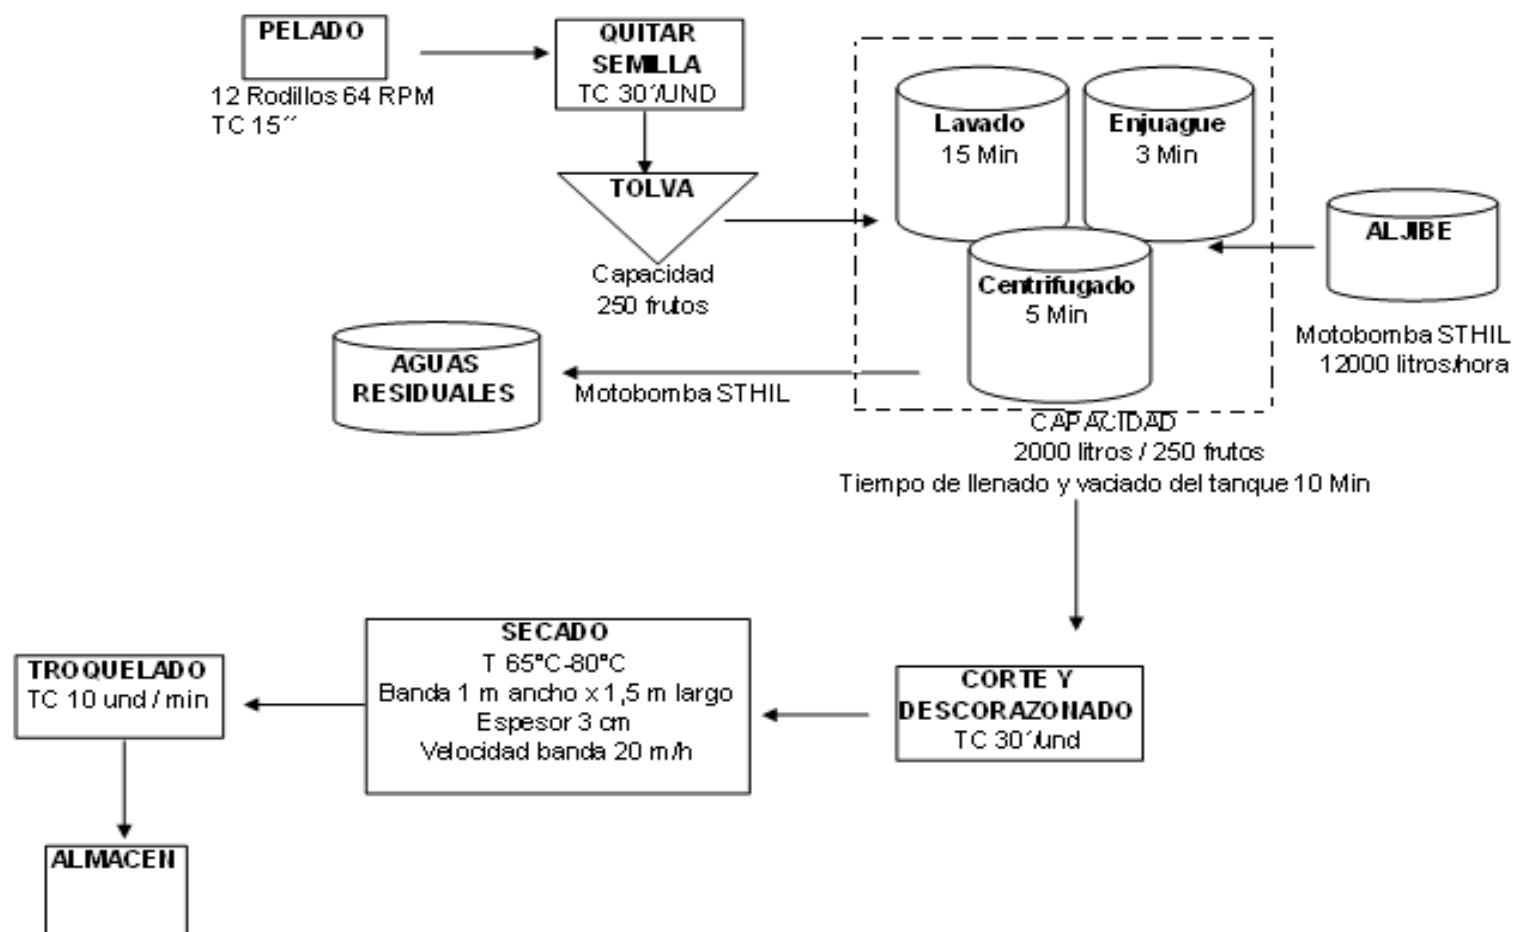 PELADO
12 Rodillos 64 RPM
TC 15´´
QUITAR
SEMILLA
TC 30´/UND
TOLVA
Capacidad
250 frutos
Lavado
15 Min
Enjuague
3 Min
Centrifugado
5 Min
ALJIBE
Motobomba STHIL
12000 litros/hora
AGUAS
RESIDUALES
Motobomba STHIL
CAPACIDAD
2000 litros / 250 frutos
Tiempo de llenado y vaciado del tanque 10 Min
CORTE Y
DESCORAZONADO
TC 30´/und
SECADO
T 65°C-80°C
Banda 1 m ancho x 1,5 m largo
Espesor 3 cm
Velocidad banda 20 m/h
TROQUELADO
TC 10 und / min
ALMACEN